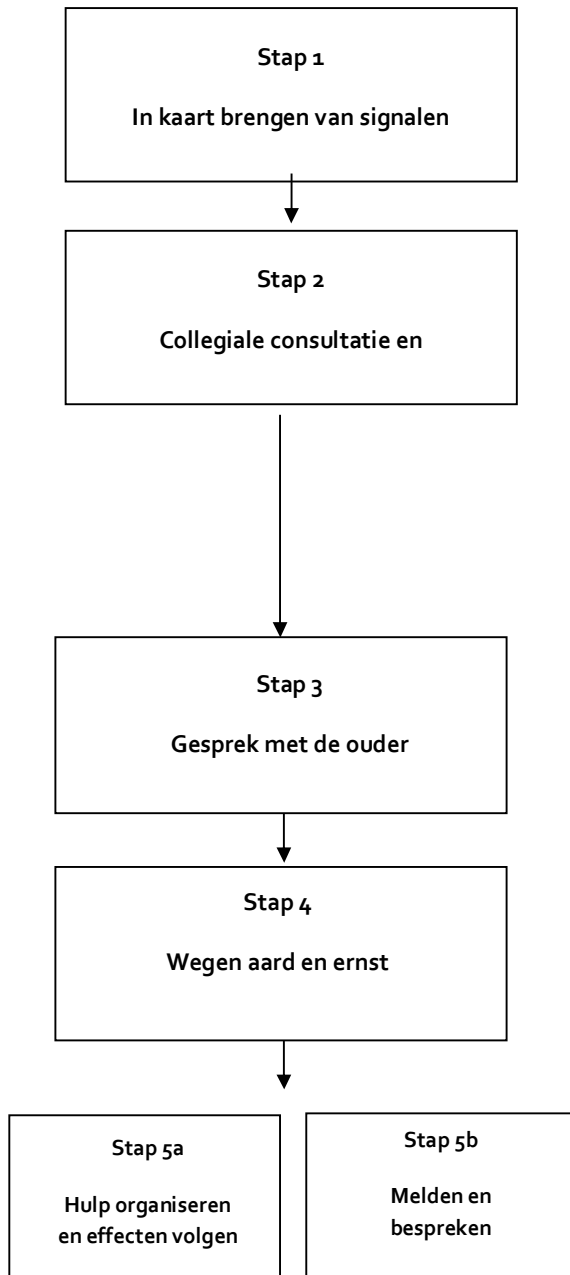 Stap 1
In kaart brengen van signalen
Stap 2
Collegiale consultatie en
Stap 3
Gesprek met de ouder
Stap 4
Wegen aard en ernst
Stap 5a
Hulp organiseren
en effecten volgen
Stap 5b
Melden en
bespreken